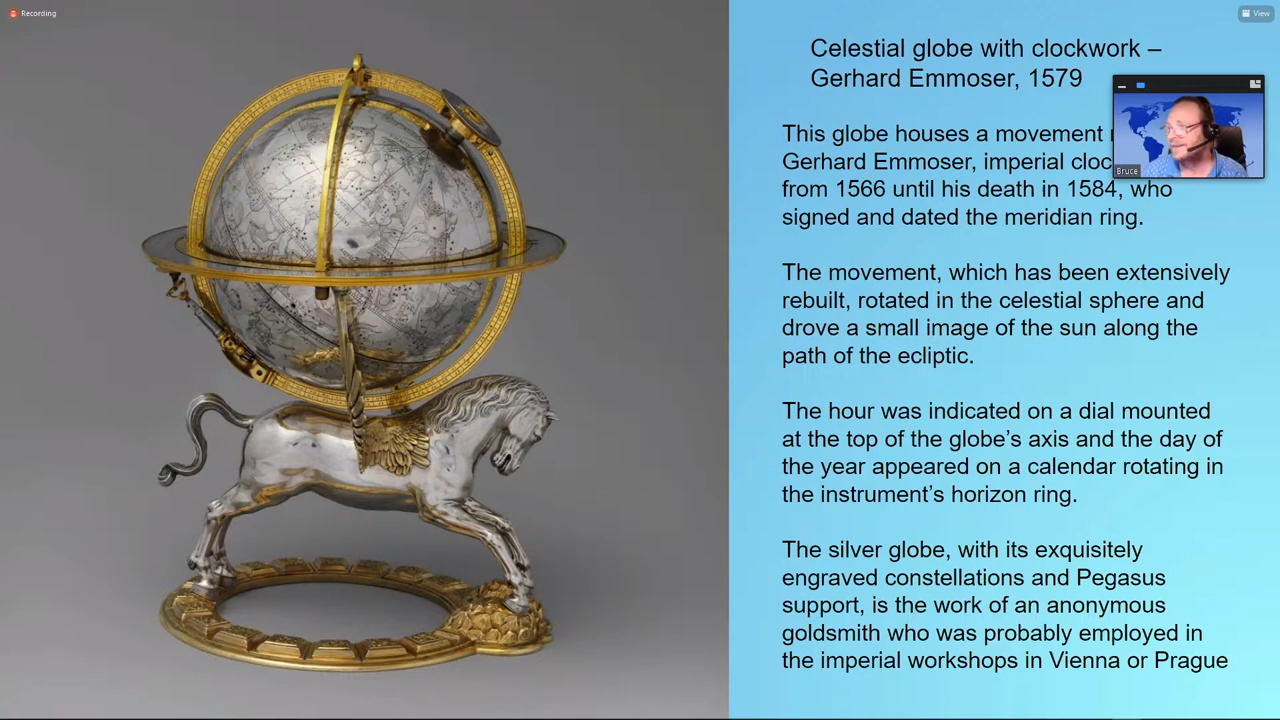 Recording
View
Celestial globe with clockwork –
Gerhard Emmoser, 1579
This globe houses a movement
Gerhard Emmoser, imperial
from 1566 until his death in 1584, who
signed and dated the meridian ring.
Bruce
The movement, which has been extensively
rebuilt, rotated in the celestial sphere and
drove a small image of the sun along the
path of the ecliptic.
The hour was indicated on a dial mounted
at the top of the globe’s axis and the day of
the year appeared on a calendar rotating in
the instrument’s horizon ring.
The silver globe, with its exquisitely
engraved constellations and Pegasus
support, is the work of an anonymous
goldsmith who was probably employed in
the imperial workshops in Vienna or Prague